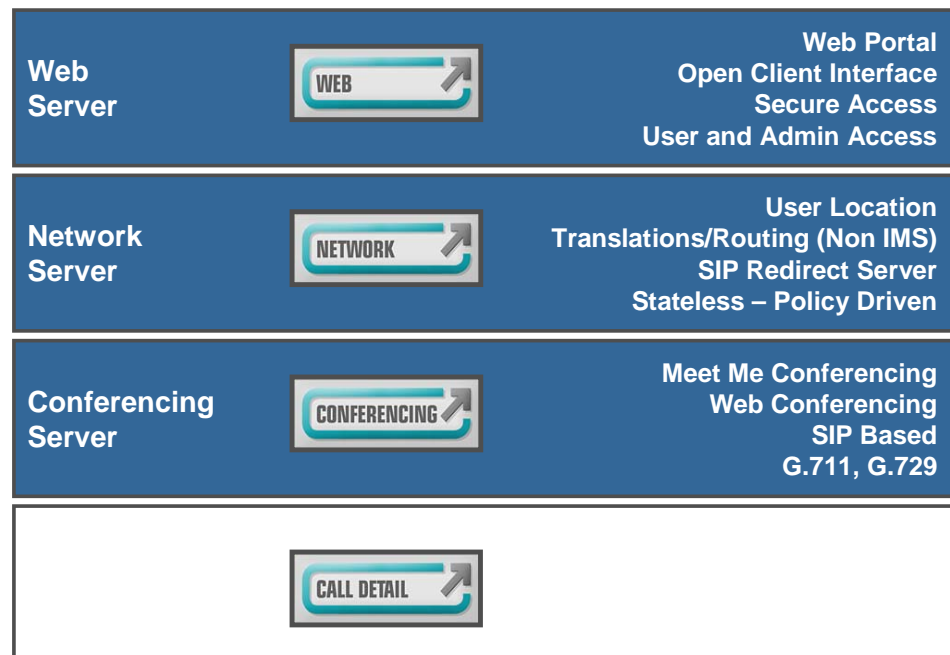 Web
Server
WEB
Web Portal
Open Client Interface
Secure Access
User and Admin Access
Network
Server
NETWORK
User Location
Translations/Routing (Non IMS)
SIP Redirect Server
Stateless – Policy Driven
Conferencing
Server
CONFERENCING
Meet Me Conferencing
Web Conferencing
SIP Based
G.711, G.729
CALL DETAIL